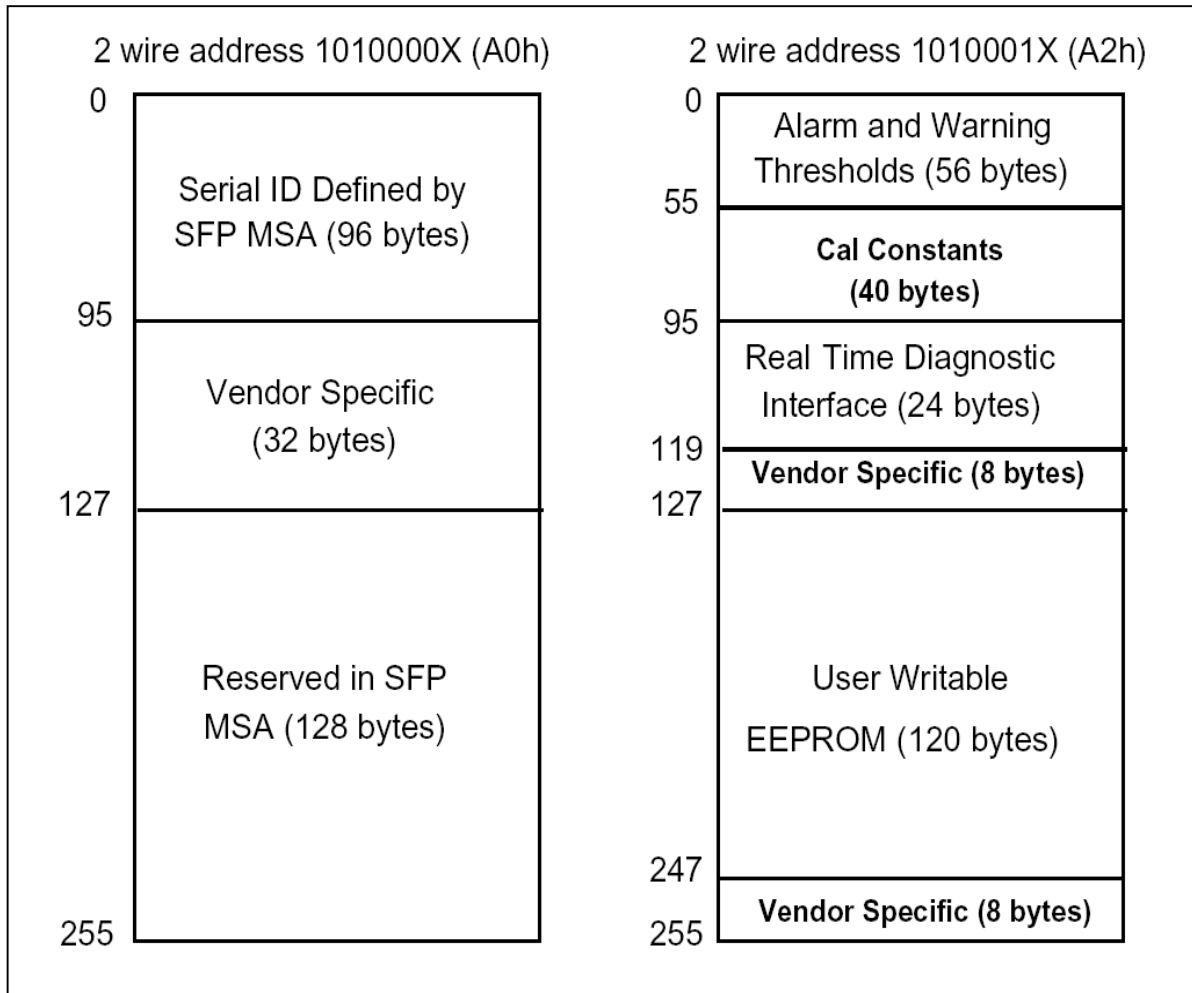 2 wire address 1010000X (A0h)
0
Serial ID Defined by
SFP MSA (96 bytes)
95
Vendor Specific
(32 bytes)
127
Reserved in SFP
MSA (128 bytes)
255
2 wire address 1010001X (A2h)
0
Alarm and Warning
Thresholds (56 bytes)
55
Cal Constants
(40 bytes)
95
Real Time Diagnostic
Interface (24 bytes)
119
Vendor Specific (8 bytes)
127
User Writable
EEPROM (120 bytes)
247
Vendor Specific (8 bytes)
255